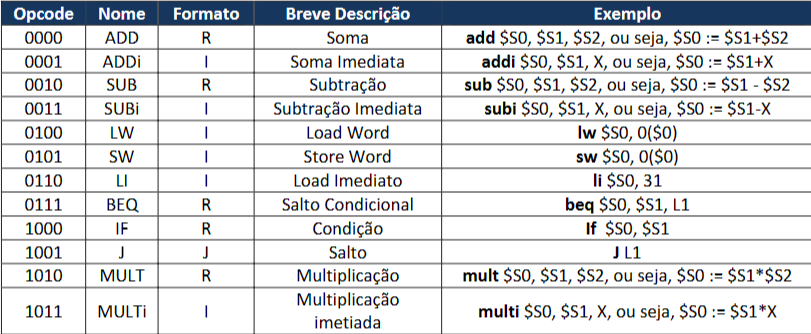 Opcode Nome Formato Breve Descrição Exemplo
0000 ADD R Soma add $S0, $S1, $S2, ou seja, $S0 := $S1+$S2
0001 ADDi I Soma Imediata addi $S0, $S1, X, ou seja, $S0 := $S1+X
0010 SUB R Subtração sub $S0, $S1, $S2, ou seja, $S0 := $S1 - $S2
0011 SUBi I Subtração Imediata subi $S0, $S1, X, ou seja, $S0 := $S1-X
0100 LW I Load Word lw $S0, 0($0)
0101 SW I Store Word sw $S0, 0($0)
0110 LI I Load Imediato li $S0, 31
0111 BEQ R Salto Condicional beq $S0, $S1, L1
1000 IF R Condição If $S0, $S1
1001 J J Salto J L1
1010 MULT R Multiplicação mult $S0, $S1, $S2, ou seja, $S0 := $S1*$S2
1011 MULTi I Multiplicação imetiada multi $S0, $S1, X, ou seja, $S0 := $S1*X